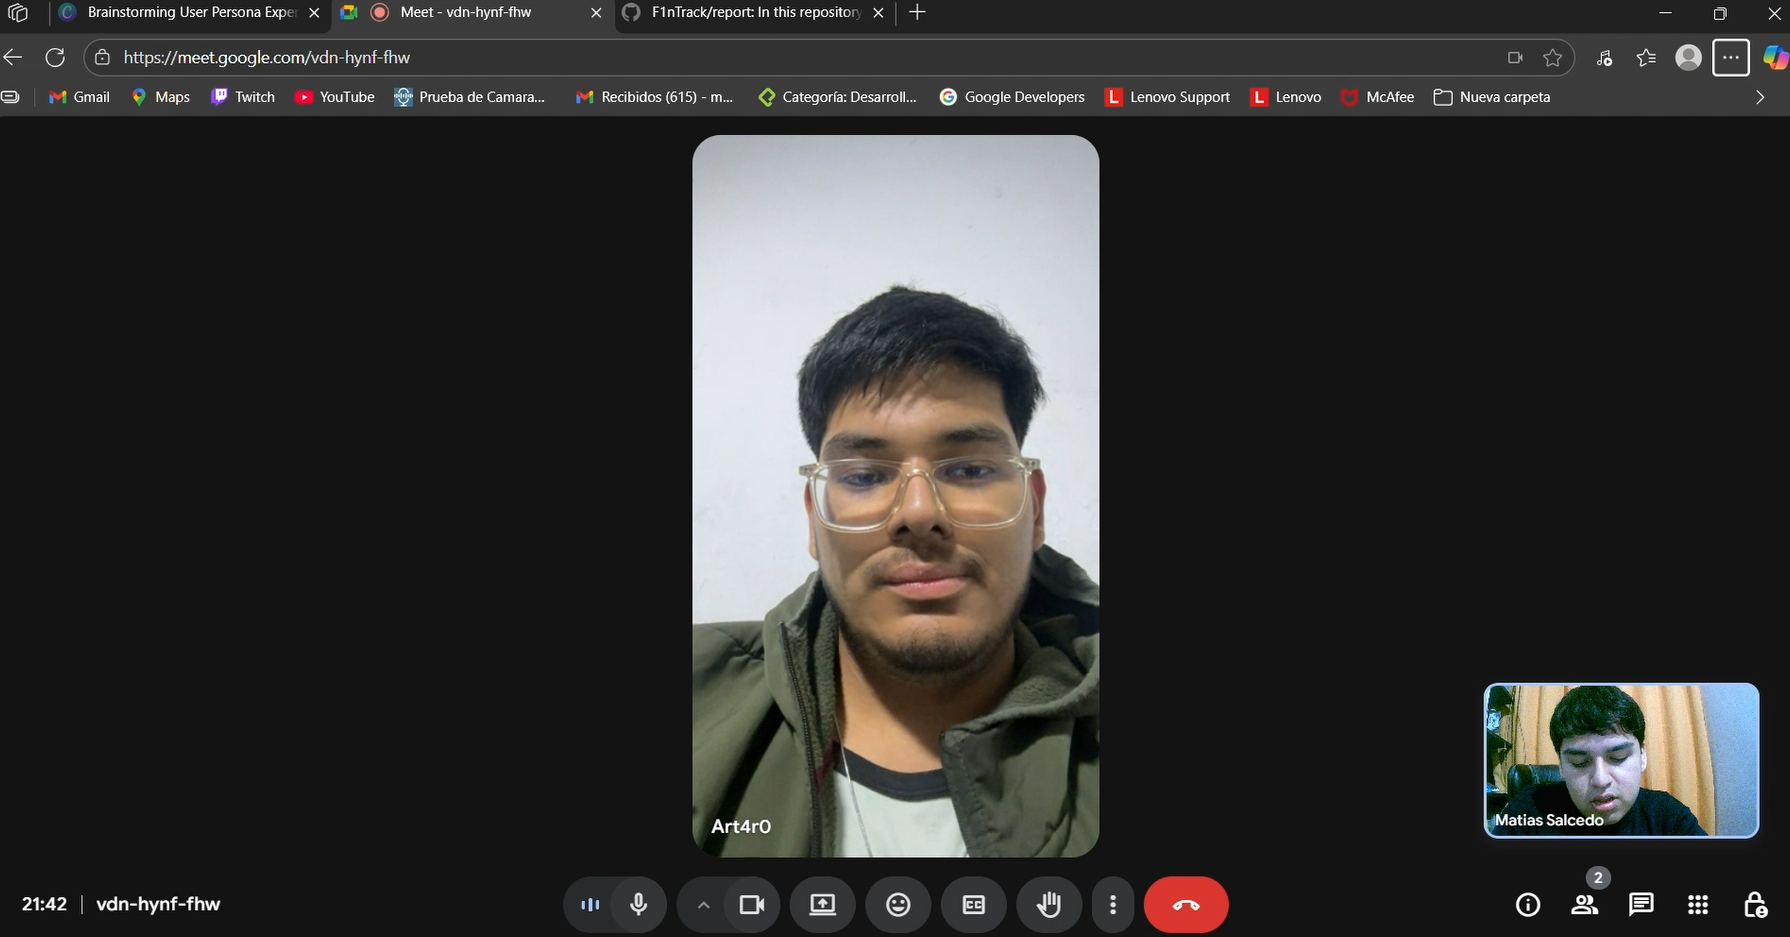 Brainstorming User Persona Exper
Meet - vdn-hynf-fhw
F1nTrack/report: In this repository
https://meet.google.com/vdn-hynf-fhw
Gmail
Maps
Twitch
YouTube
Prueba de Camara...
Recibidos (615) - m...
Categoría: Desarroll...
Google Developers
L
Lenovo Support
L
Lenovo
McAfee
Nueva carpeta
Art4r0
Matias Salcedo
2
21:42
vdn-hynf-fhw
CC